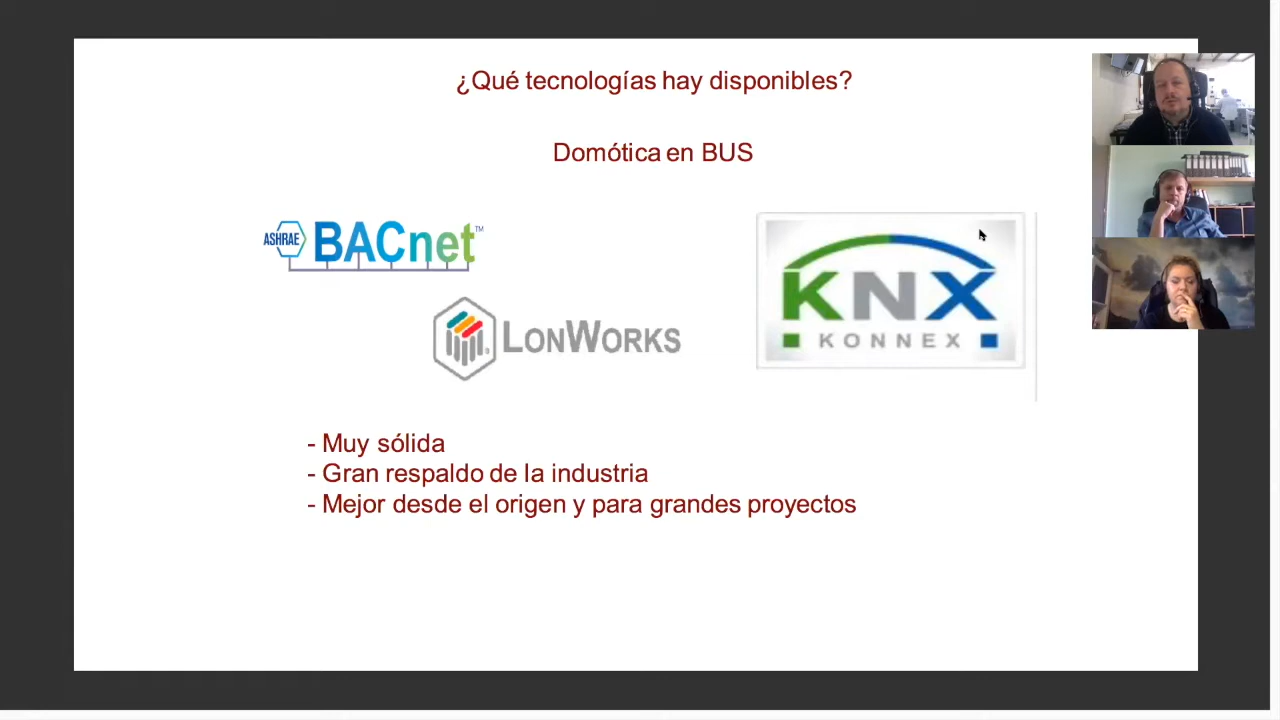 ¿Qué tecnologías hay disponibles?
Domótica en BUS
ASHRAE BACnet™
LONWORKS
KNX
KONNEX
- Muy sólida
- Gran respaldo de la industria
- Mejor desde el origen y para grandes proyectos